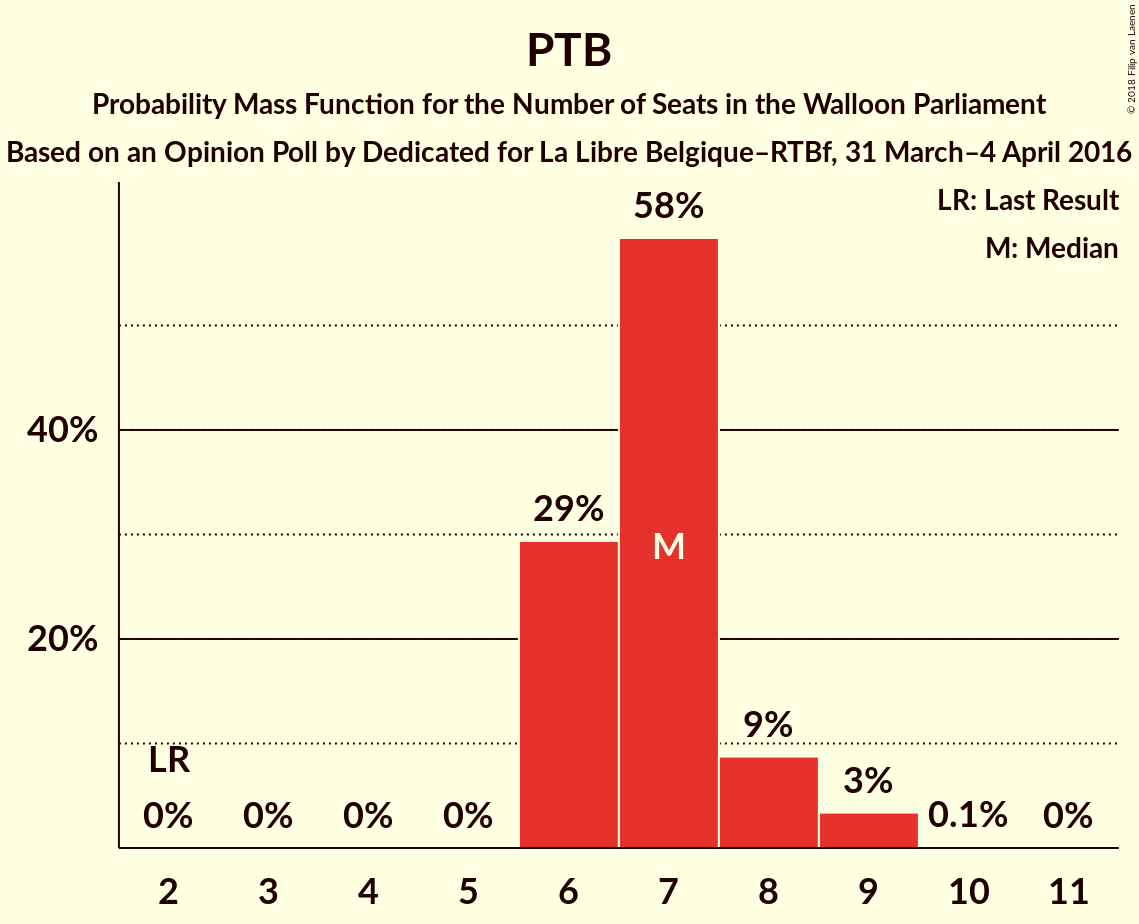 PTB
Probability Mass Function for the Number of Seats in the Walloon Parliament
Based on an Opinion Poll by Dedicated for La Libre Belgique–RTBf, 31 March–4 April 2016
© 2018 Filip van Laenen
LR: Last Result
M: Median
58%
40%
29%
M
20%
9%
LR
3%
0% 0% 0% 0% 0.1% 0%
2 3 4 5 6 7 8 9 10 11